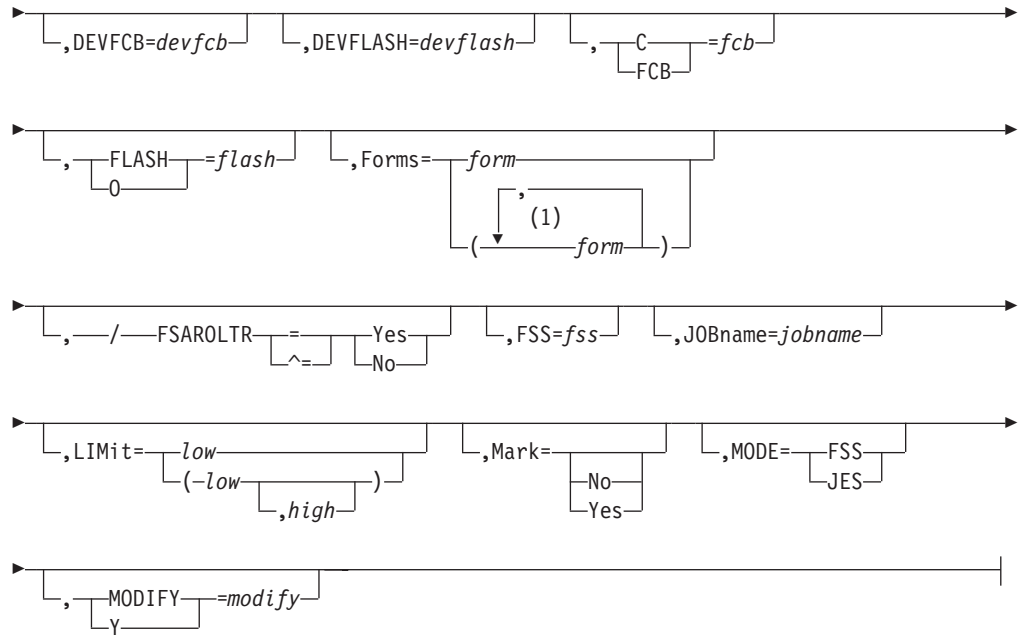 ,DEVFCB=devfcb ,DEVFLASH=devflash , C =fcb
FCB
, FLASH =flash ,Forms= form
O ,
(1)
( form )
, / FSAROLTR = Yes ,FSS=fss ,JOBname=jobname
^= No
,LIMit= low ,Mark= ,MODE= FSS
(low ) No JES
,high Yes
, MODIFY =modify
Y